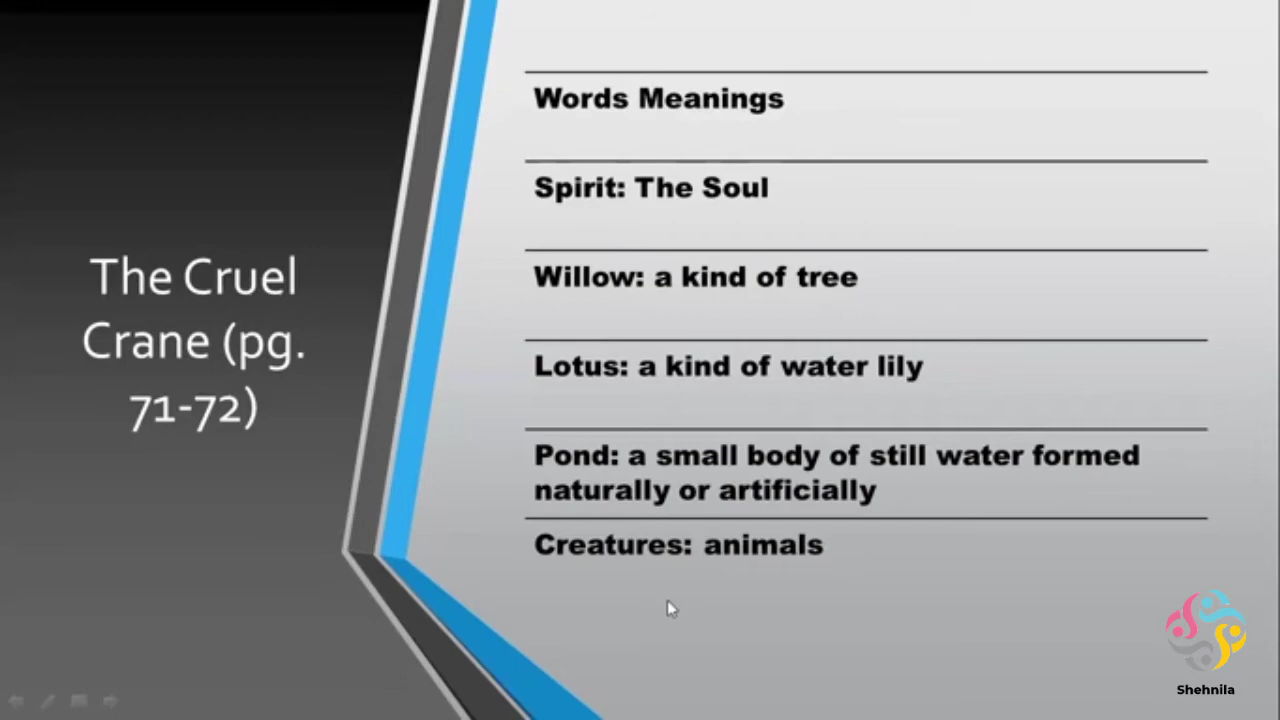 The Cruel
Crane (pg.
71-72)
Words Meanings
Spirit: The Soul
Willow: a kind of tree
Lotus: a kind of water lily
Pond: a small body of still water formed
naturally or artificially
Creatures: animals
Shehnila